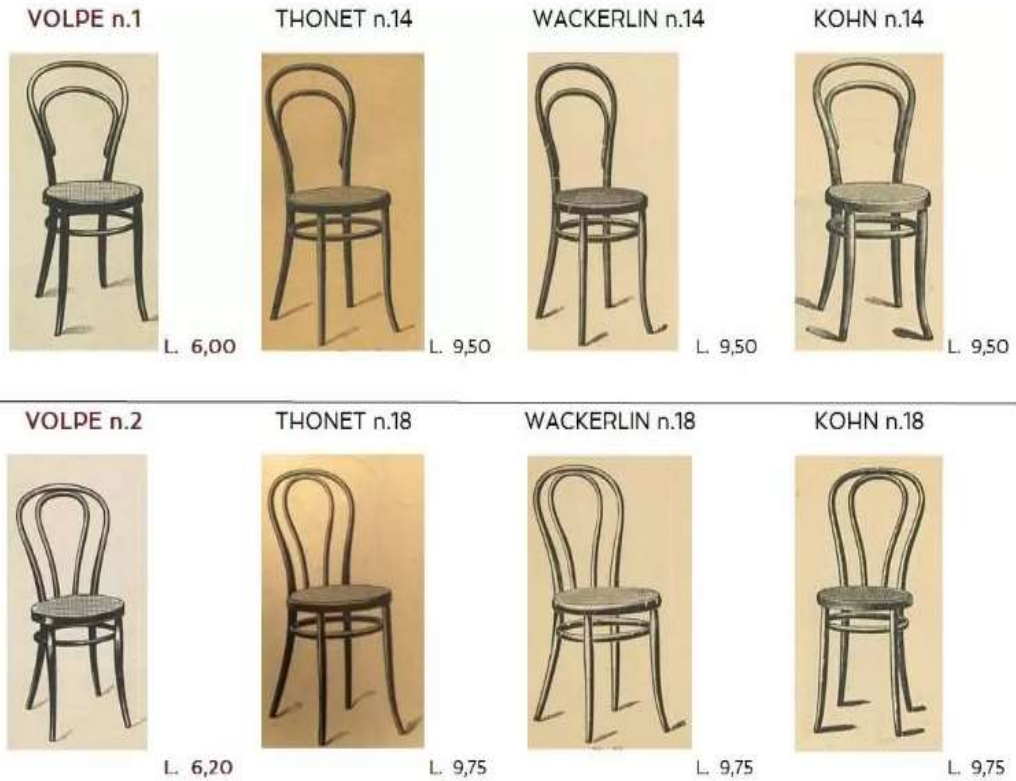 VOLPE n.1 THONET n.14 WACKERLIN n.14 KOHN n.14
L. 6,00 L. 9,50 L. 9,50 L. 9,50
VOLPE n.2 THONET n.18 WACKERLIN n.18 KOHN n.18
L. 6,20 L. 9,75 L. 9,75 L. 9,75